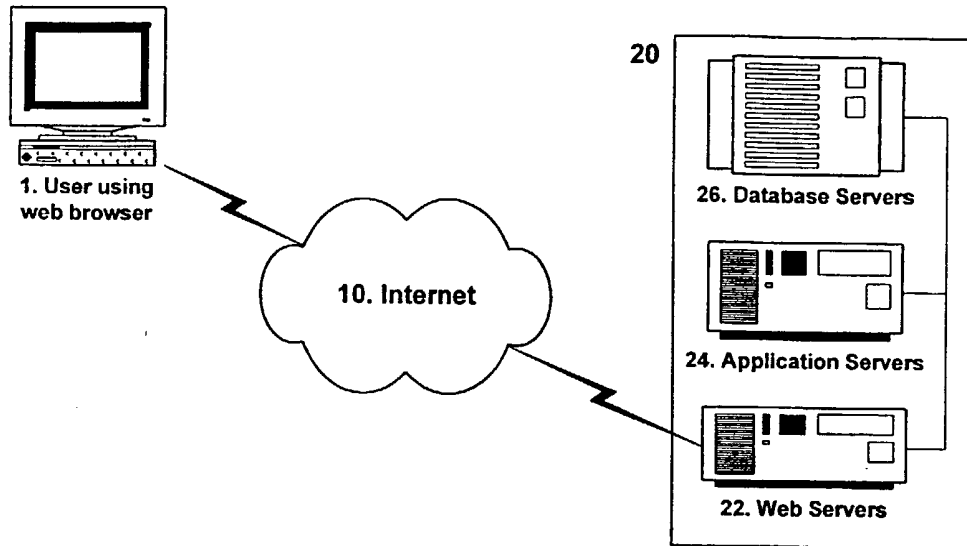 1. User using
web browser
10. Internet
20
26. Database Servers
24. Application Servers
22. Web Servers